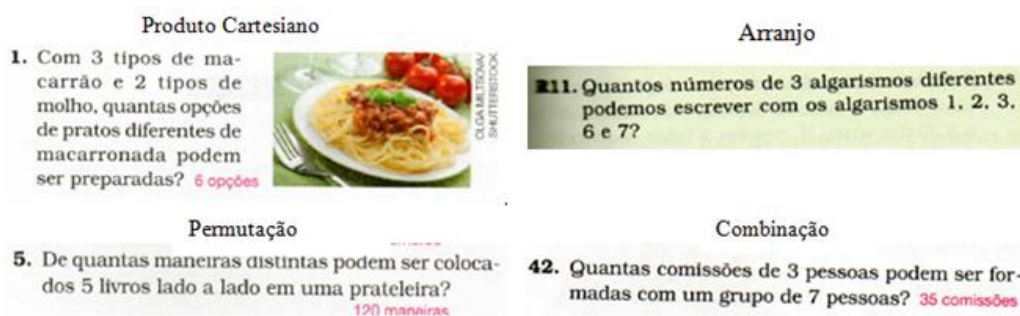 Produto Cartesiano
1. Com 3 tipos de ma-
carrão e 2 tipos de
molho, quantas opções
de pratos diferentes de
macarronada podem
ser preparadas? 6 opções
OLGA MILTSOVA/
SHUTTERSTOCK
Arranjo
211. Quantos números de 3 algarismos diferentes
podemos escrever com os algarismos 1, 2, 3,
6 e 7?
Permutação
5. De quantas maneiras distintas podem ser coloca-
dos 5 livros lado a lado em uma prateleira?
120 maneiras
Combinação
42. Quantas comissões de 3 pessoas podem ser for-
madas com um grupo de 7 pessoas? 35 comissões